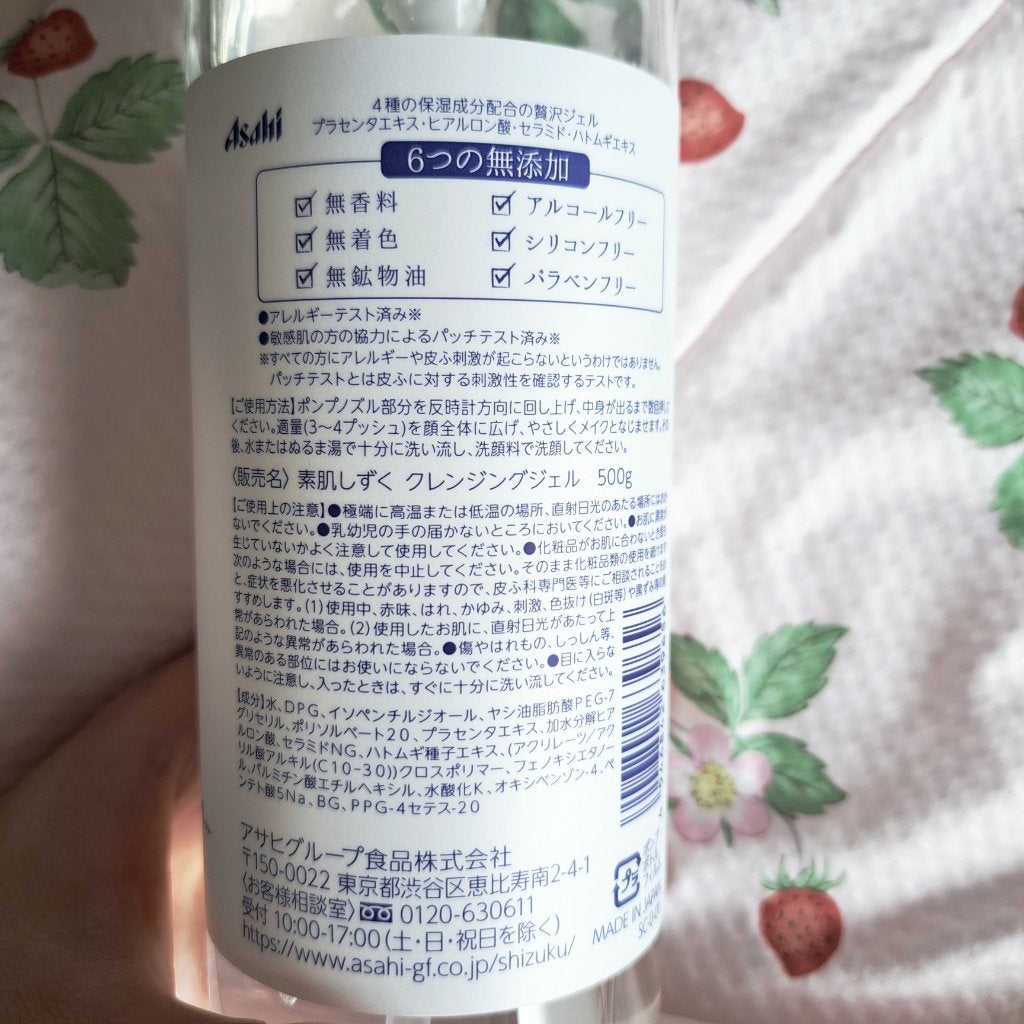 Asahi
4種の保湿成分配合の贅沢ジェル
プラセンタエキス・ヒアルロン酸・セラミド・ハトムギエキス
6つの無添加
無香料 アルコールフリー
無着色 シリコンフリー
無鉱物油 パラベンフリー
●アレルギーテスト済み※
●敏感肌の方の協力によるパッチテスト済み※
※すべての方にアレルギーや皮ふ刺激が起こらないというわけではありません。
パッチテストとは皮ふに対する刺激性を確認するテストです。
【ご使用方法】ポンプノズル部分を反時計方向に回し上げ、中身が出るまで数回押して
ください。適量(3〜4プッシュ)を顔全体に広げ、やさしくメイクとなじませます。その
後、水またはぬるま湯で十分に洗い流し、洗顔料で洗顔してください。
〈販売名〉 素肌しずく クレンジングジェル 500g
【ご使用上の注意】●極端に高温または低温の場所、直射日光のあたる場所には
ないでください。●乳幼児の手の届かないところにおいてください。●お肌に異常が
生じていないかよく注意して使用してください。●化粧品がお肌に合わないとき
次のような場合には、使用を中止してください。そのまま化粧品類の使用を続けます
と、症状を悪化させることがありますので、皮ふ科専門医等にご相談されること
すすめします。(1)使用中、赤味、はれ、かゆみ、刺激、色抜け(白斑等)や黒ずみ等の
常があらわれた場合。(2)使用したお肌に、直射日光があたって上
記のような異常があらわれた場合。●傷やはれもの、しっしん等、
異常のある部位にはお使いにならないでください。●目に入らな
いように注意し、入ったときは、すぐに十分に洗い流してください。
【成分】水、DPG、イソペンチルジオール、ヤシ油脂肪酸PEG-7
グリセリル、ポリソルベート20、プラセンタエキス、加水分解ヒア
ルロン酸、セラミドNG、ハトムギ種子エキス、(アクリレーツ/アク
リル酸アルキル(C10-30))クロスポリマー、フェノキシエタノー
ル、パルミチン酸エチルヘキシル、水酸化K、オキシベンゾン-4、ペ
ンテト酸5Na、BG、PPG-4セテス-20
アサヒグループ食品株式会社
〒150-0022 東京都渋谷区恵比寿南2-4-1
〈お客様相談室〉 0120-630611
受付 10:00-17:00(土・日・祝日を除く)
https://www.asahi-gf.co.jp/shizuku/
プラ
MADE IN JAPAN